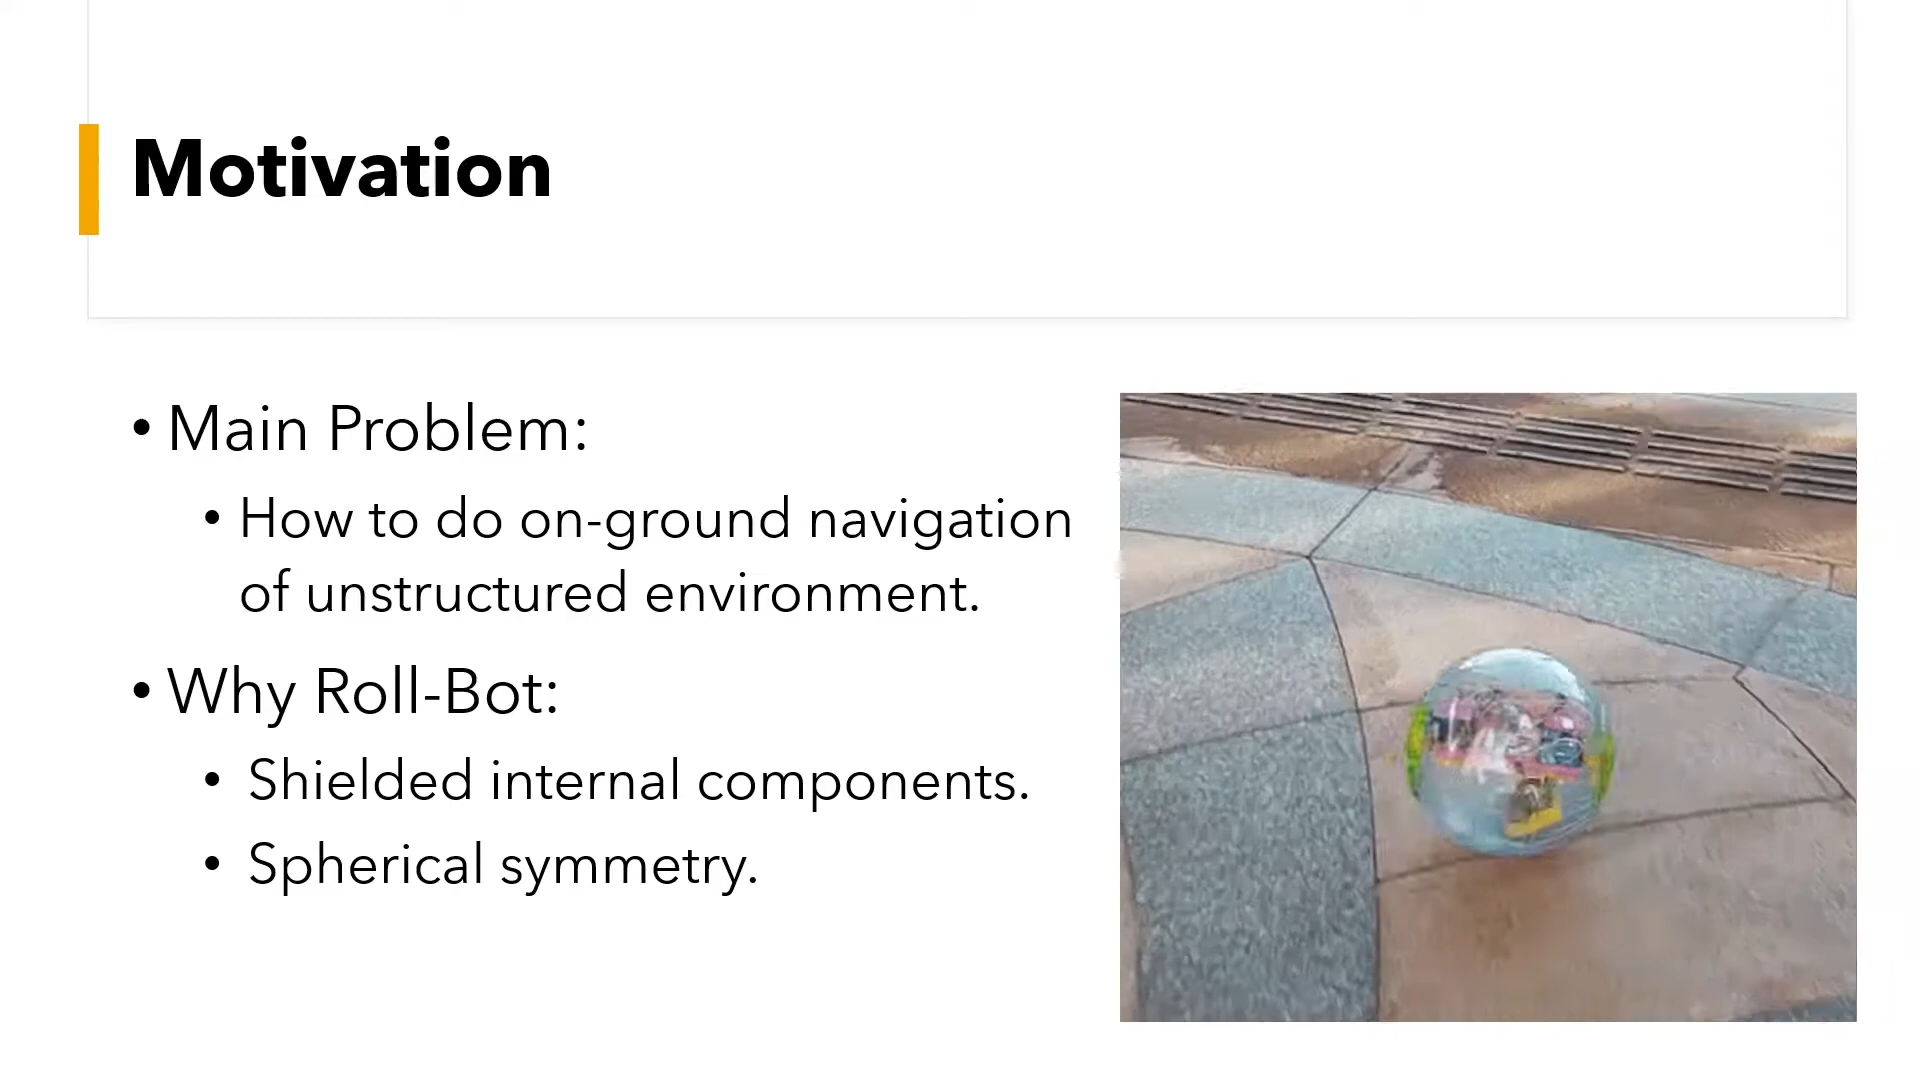 Motivation
• Main Problem:
• How to do on-ground navigation
of unstructured environment.
• Why Roll-Bot:
• Shielded internal components.
• Spherical symmetry.